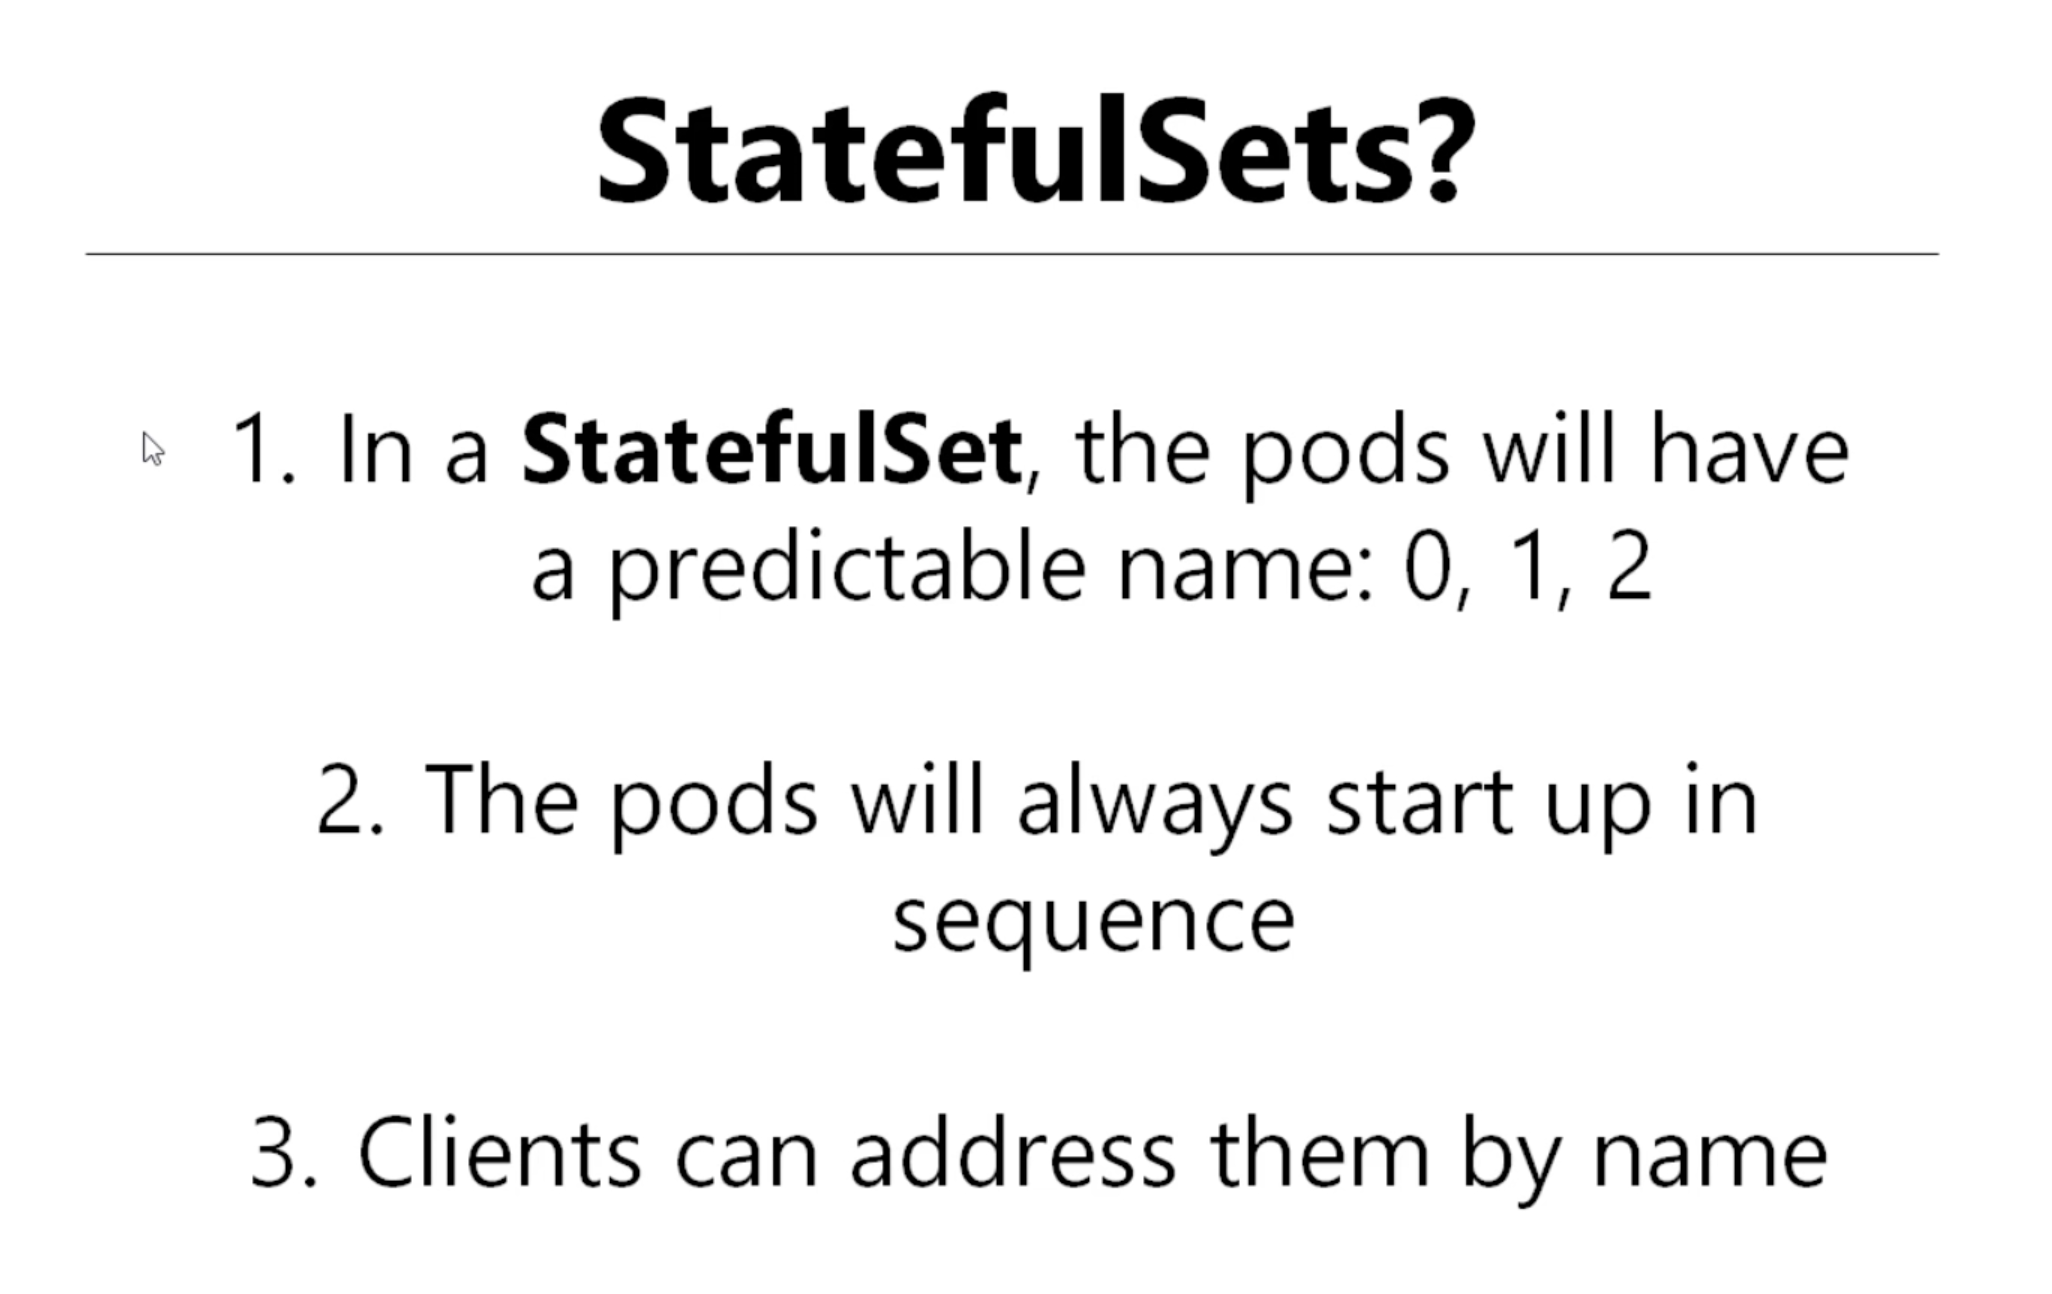 StatefulSets?
1. In a StatefulSet, the pods will have
a predictable name: 0, 1, 2
2. The pods will always start up in
sequence
3. Clients can address them by name